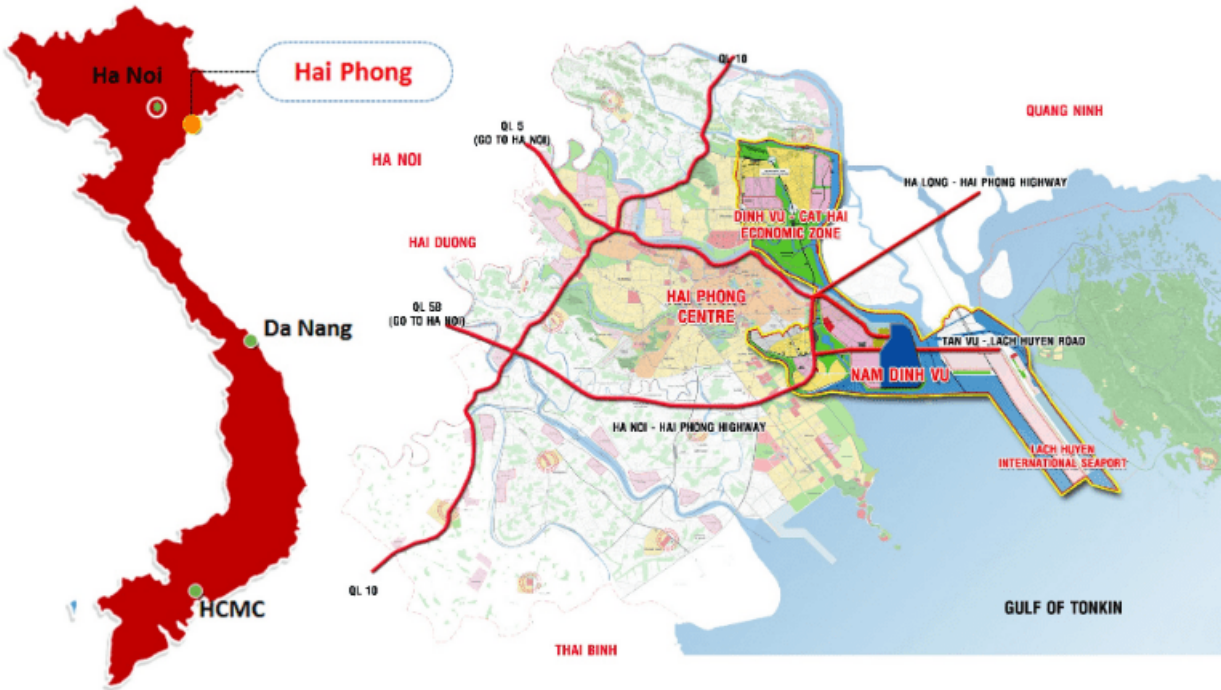 Ha Noi
Hai Phong
Da Nang
HCMC
QL 10
QL 5
(GO TO HA NOI)
HA NOI
QUANG NINH
HA LONG - HAI PHONG HIGHWAY
DINH VU - CAT HAI
ECONOMIC ZONE
HAI DUONG
QL 5B
(GO TO HA NOI)
HAI PHONG
CENTRE
TAN VU - LACH HUYEN ROAD
NAM DINH VU
HA NOI - HAI PHONG HIGHWAY
LACH HUYEN
INTERNATIONAL SEAPORT
QL 10
GULF OF TONKIN
THAI BINH